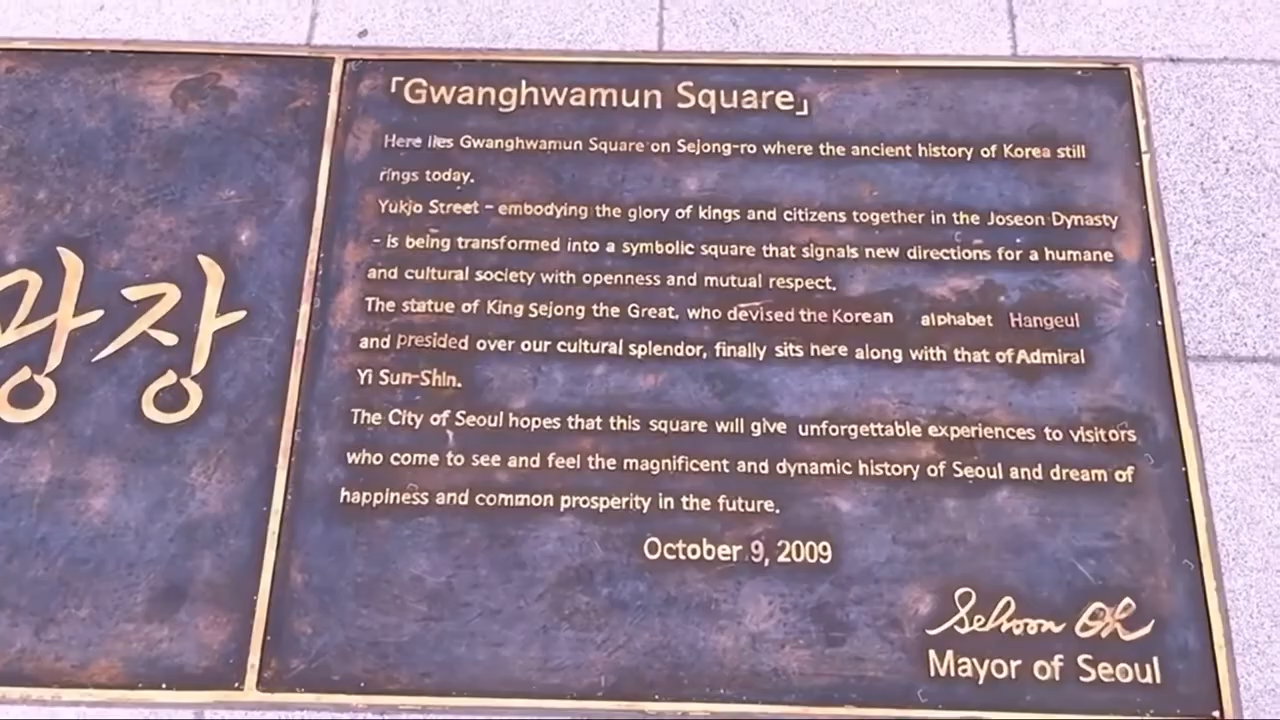 광장
「Gwanghwamun Square」
Here lies Gwanghwamun Square on Sejong-ro where the ancient history of Korea still
rings today.
Yukjo Street - embodying the glory of kings and citizens together in the Joseon Dynasty
- is being transformed into a symbolic square that signals new directions for a humane
and cultural society with openness and mutual respect.
The statue of King Sejong the Great, who devised the Korean alphabet Hangeul
and presided over our cultural splendor, finally sits here along with that of Admiral
Yi Sun-Shin.
The City of Seoul hopes that this square will give unforgettable experiences to visitors
who come to see and feel the magnificent and dynamic history of Seoul and dream of
happiness and common prosperity in the future.
October 9, 2009
Sehoon Oh
Mayor of Seoul